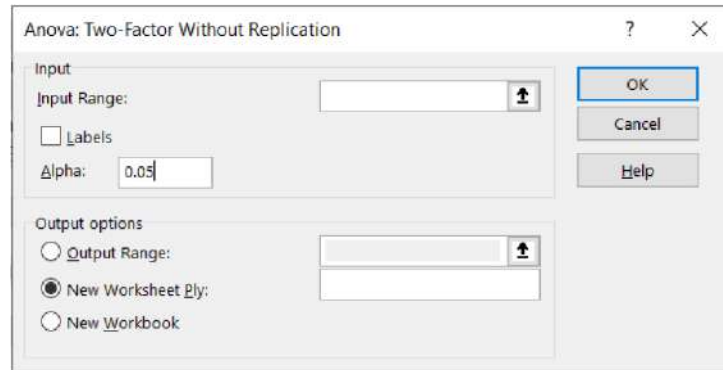 Anova: Two-Factor Without Replication ? ×
Input
Input Range:
Labels
Alpha: 0.05
OK
Cancel
Help
Output options
Output Range:
New Worksheet Ply:
New Workbook